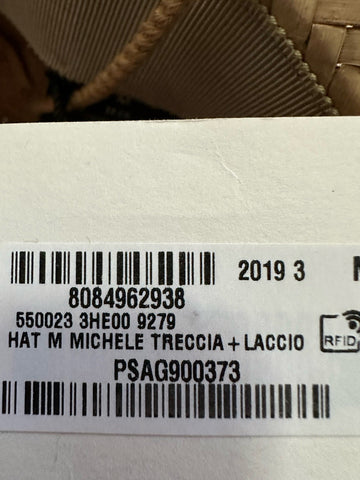 2019 3
8084962938
550023 3HE00 9279
HAT M MICHELE TRECCIA + LACCIO
RFID
PSAG900373